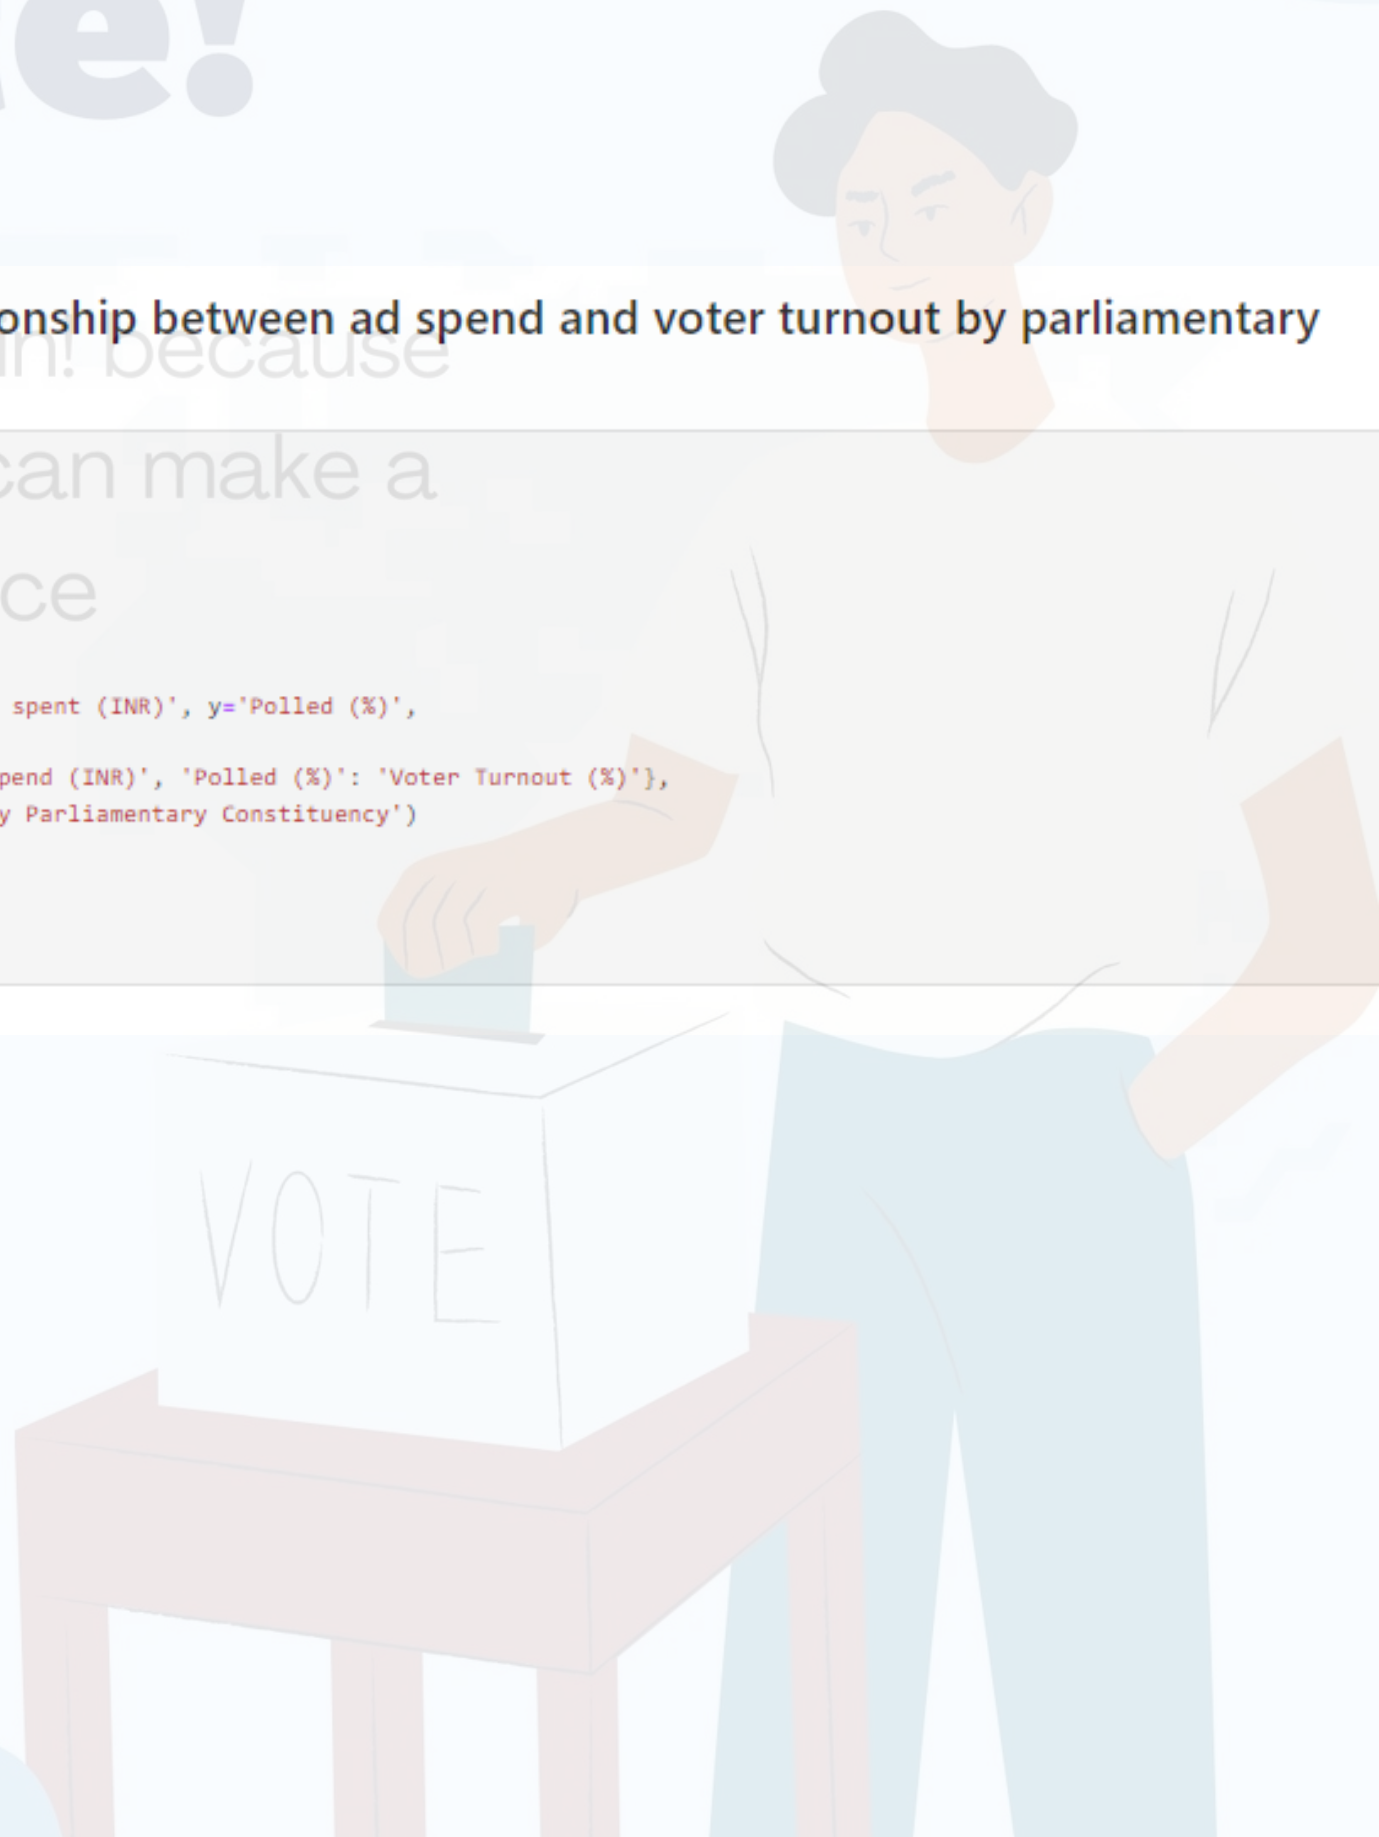 e!
onship between ad spend and voter turnout by parliamentary
in! because
can make a
ce
spent (INR)', y='Polled (%)',
pend (INR)', 'Polled (%)': 'Voter Turnout (%)'},
y Parliamentary Constituency')
VOTE